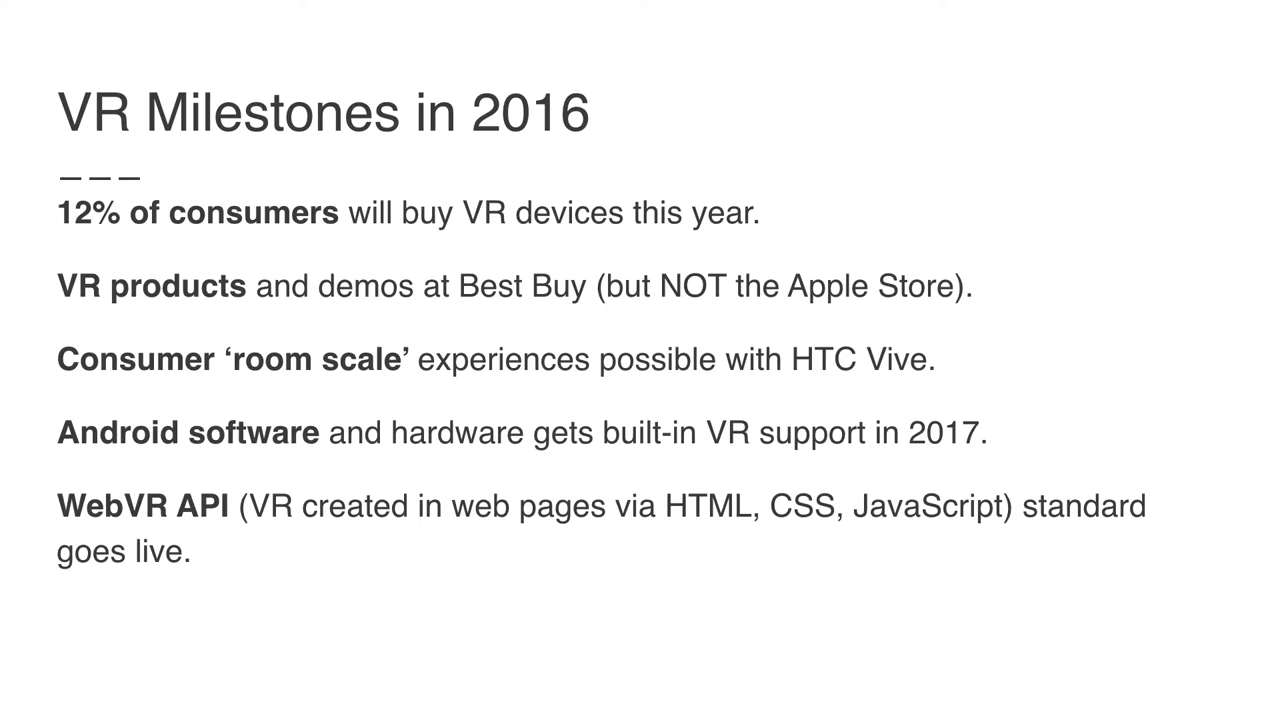 VR Milestones in 2016
12% of consumers will buy VR devices this year.
VR products and demos at Best Buy (but NOT the Apple Store).
Consumer ‘room scale’ experiences possible with HTC Vive.
Android software and hardware gets built-in VR support in 2017.
WebVR API (VR created in web pages via HTML, CSS, JavaScript) standard
goes live.